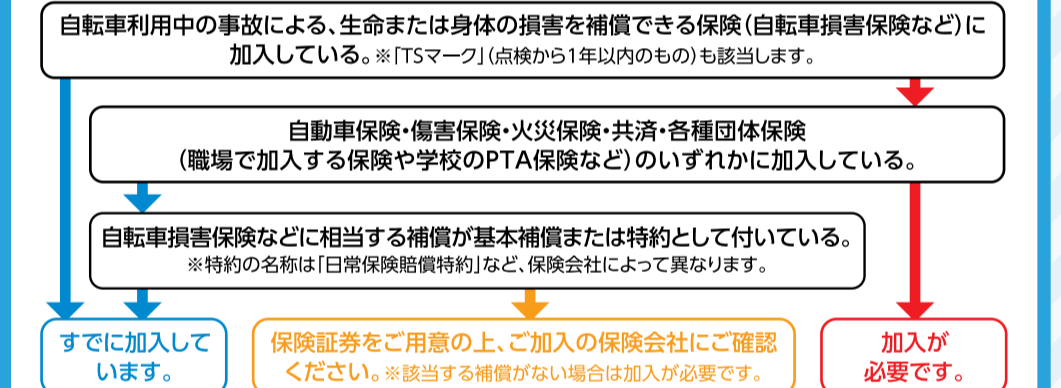 自転車利用中の事故による、生命または身体の損害を補償できる保険（自転車損害保険など）に
加入している。※「TSマーク」（点検から1年以内のもの）も該当します。
自動車保険・傷害保険・火災保険・共済・各種団体保険
（職場で加入する保険や学校のPTA保険など）のいずれかに加入している。
自転車損害保険などに相当する補償が基本補償または特約として付いている。
※特約の名称は「日常保険賠償特約」など、保険会社によって異なります。
すでに加入して
います。
保険証券をご用意の上、ご加入の保険会社にご確認
ください。※該当する補償がない場合は加入が必要です。
加入が
必要です。